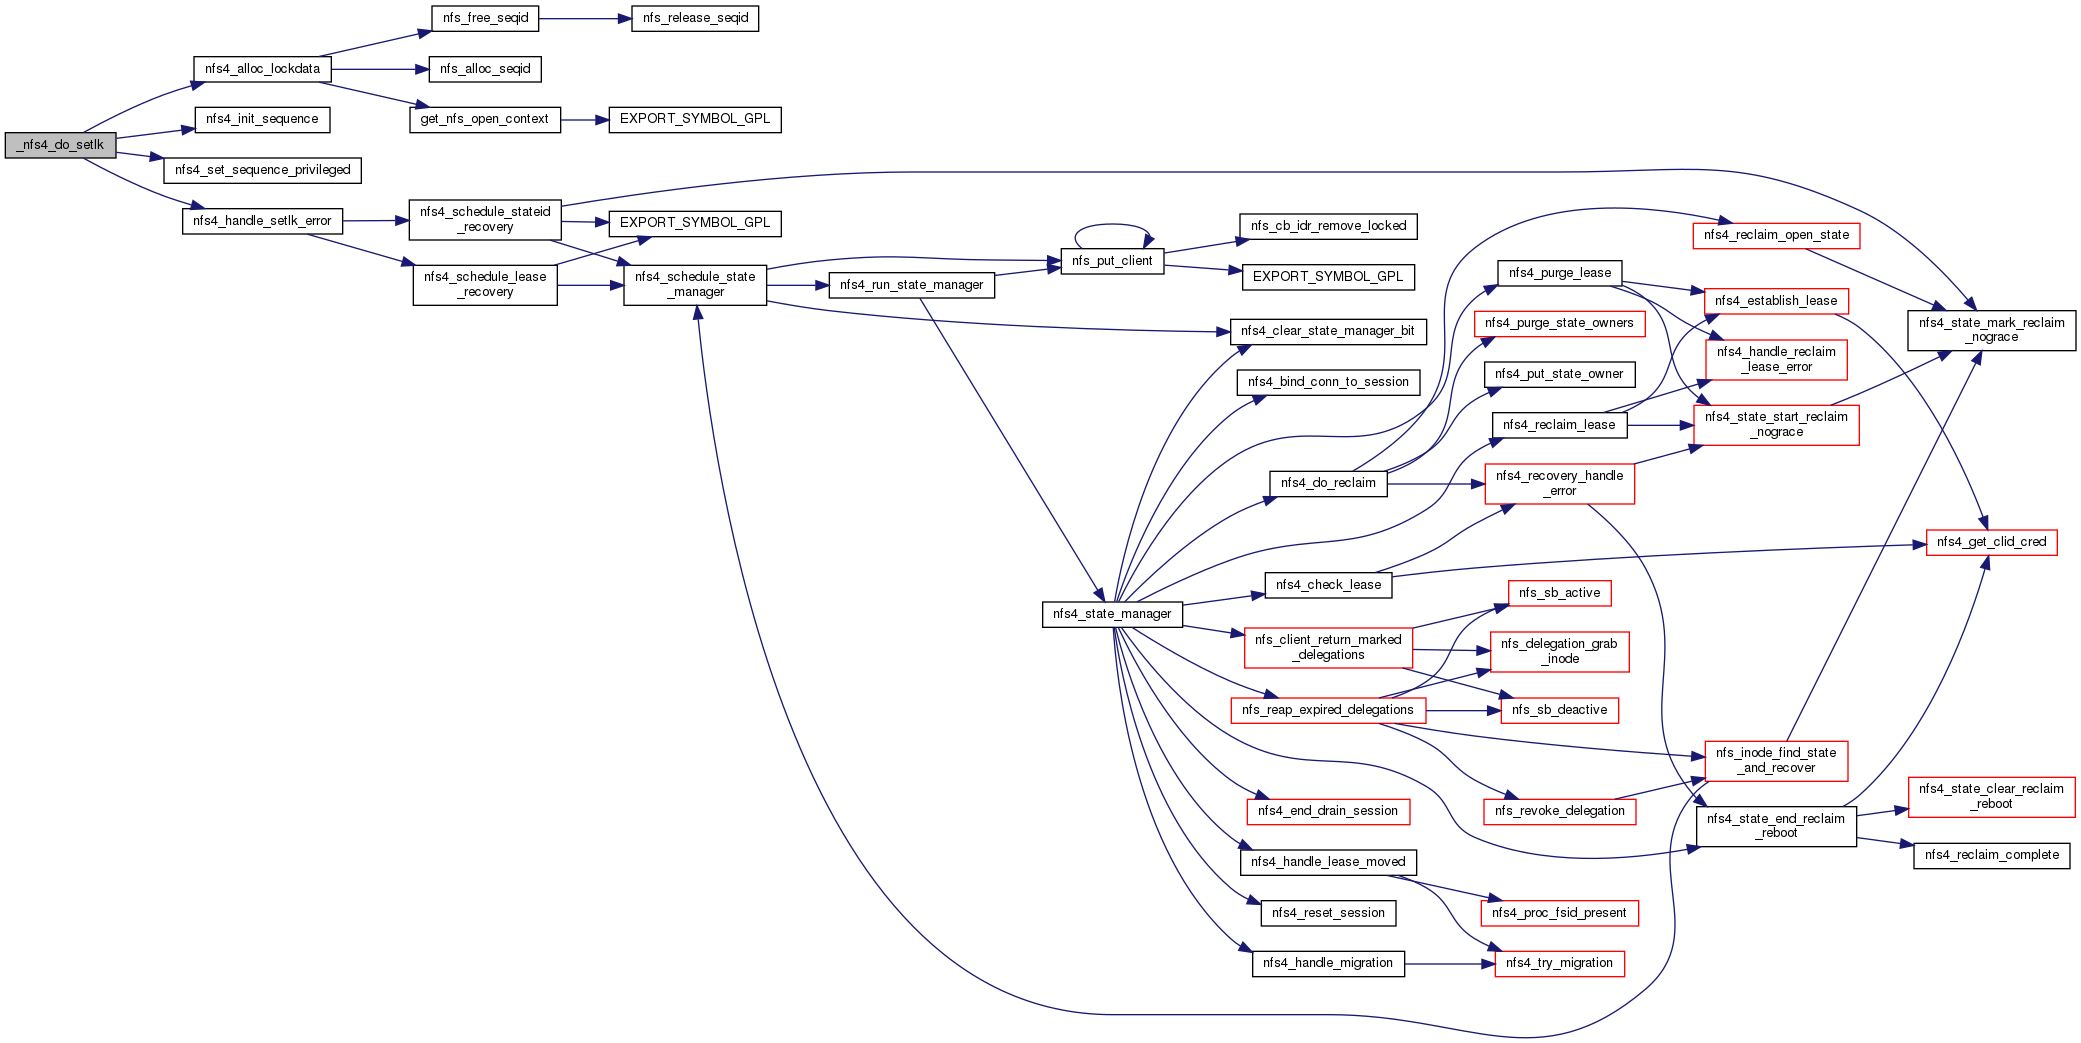 _nfs4_do_setlk
nfs4_alloc_lockdata
nfs4_init_sequence
nfs4_set_sequence_privileged
nfs4_handle_setlk_error
nfs_free_seqid
nfs_alloc_seqid
get_nfs_open_context
nfs4_schedule_stateid
_recovery
nfs4_schedule_lease
_recovery
nfs_release_seqid
EXPORT_SYMBOL_GPL
EXPORT_SYMBOL_GPL
nfs4_schedule_state
_manager
nfs4_run_state_manager
nfs_put_client
nfs4_state_manager
nfs_cb_idr_remove_locked
EXPORT_SYMBOL_GPL
nfs4_clear_state_manager_bit
nfs4_bind_conn_to_session
nfs4_do_reclaim
nfs4_check_lease
nfs_client_return_marked
_delegations
nfs_reap_expired_delegations
nfs4_end_drain_session
nfs4_handle_lease_moved
nfs4_reset_session
nfs4_handle_migration
nfs4_purge_lease
nfs4_purge_state_owners
nfs4_put_state_owner
nfs4_reclaim_lease
nfs4_recovery_handle
_error
nfs_sb_active
nfs_delegation_grab
_inode
nfs_sb_deactive
nfs_revoke_delegation
nfs4_proc_fsid_present
nfs4_try_migration
nfs4_reclaim_open_state
nfs4_establish_lease
nfs4_handle_reclaim
_lease_error
nfs4_state_start_reclaim
_nograce
nfs_inode_find_state
_and_recover
nfs4_state_end_reclaim
_reboot
nfs4_state_mark_reclaim
_nograce
nfs4_get_clid_cred
nfs4_state_clear_reclaim
_reboot
nfs4_reclaim_complete